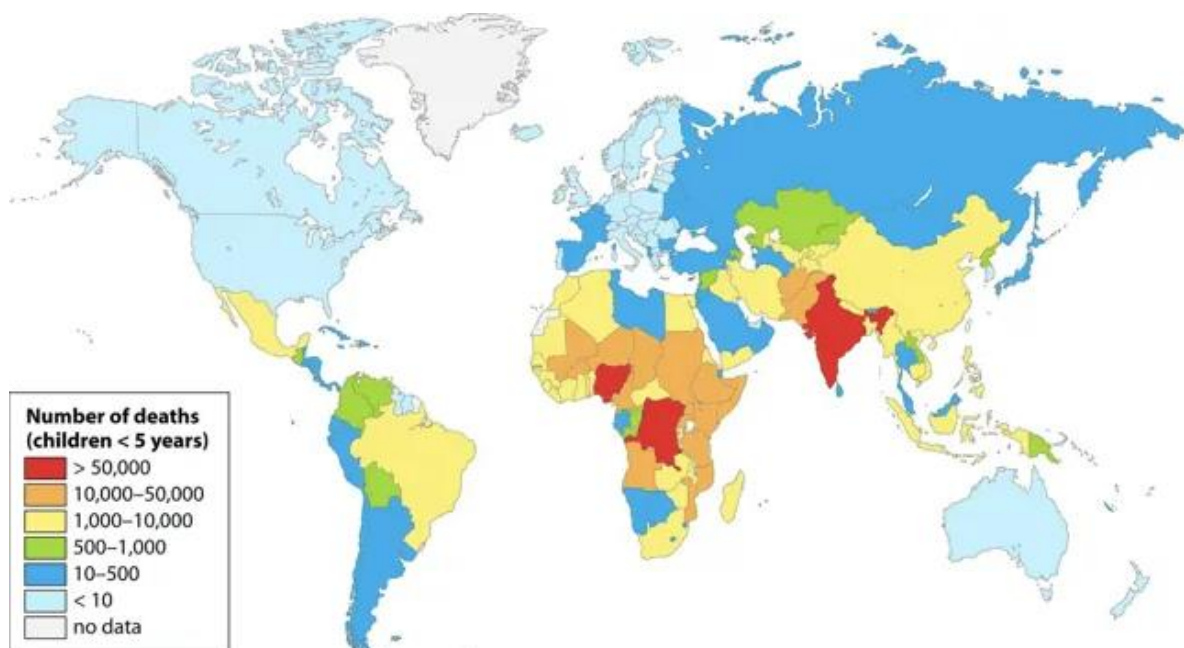 Number of deaths
(children < 5 years)
> 50,000
10,000–50,000
1,000–10,000
500–1,000
10–500
< 10
no data